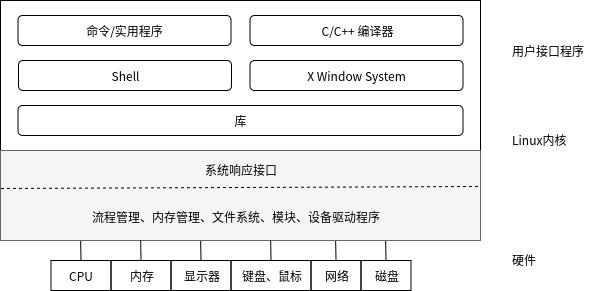 命令/实用程序
C/C++ 编译器
用户接口程序
Shell
X Window System
库
Linux内核
系统响应接口
流程管理、内存管理、文件系统、模块、设备驱动程序
硬件
CPU
内存
显示器
键盘、鼠标
网络
磁盘